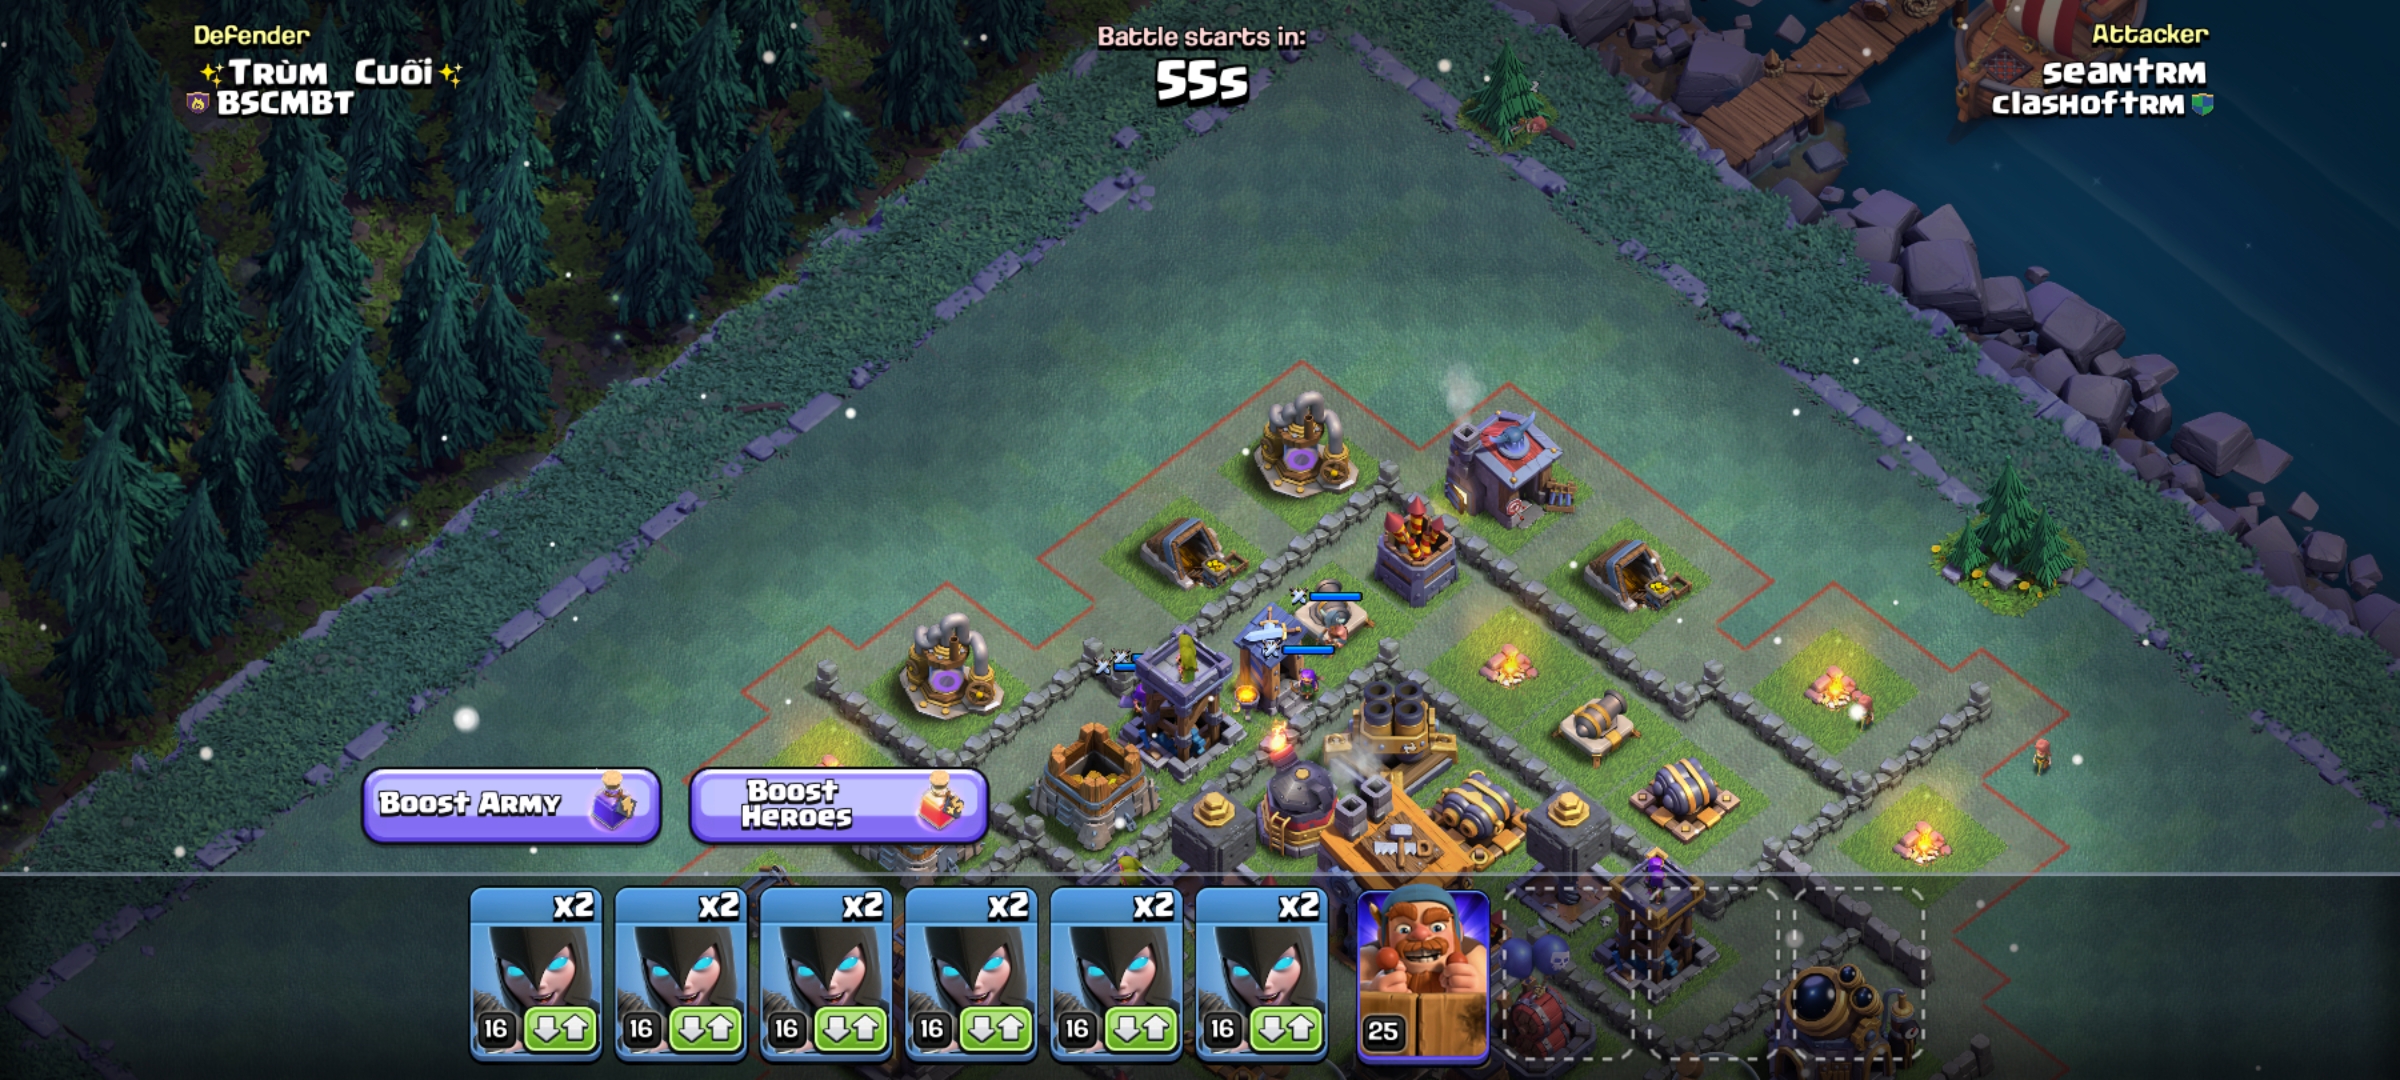 Defender
✨TRÙM CUỐI✨
BSCMBT
Battle starts in:
55s
Attacker
seantrm
clashoftrm
Boost Army
Boost Heroes
x2
x2
x2
x2
x2
x2
16
16
16
16
16
16
25